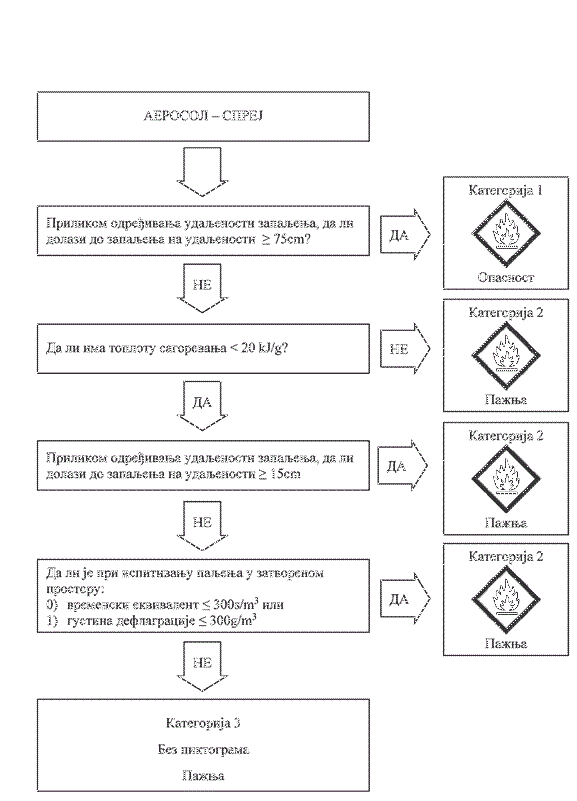 АЕРОСОЛ – СПРЕЈ
Приликом одређивања удаљености запаљења, да ли
долази до запаљења на удаљености ≥ 75cm?
ДА
Категорија 1
Опасност
НЕ
Да ли има топлоту сагоревања < 20 kJ/g?
НЕ
Категорија 2
Пажња
ДА
Приликом одређивања удаљености запаљења, да ли
долази до запаљења на удаљености ≥ 15cm
ДА
Категорија 2
Пажња
НЕ
Да ли је при испитивању паљења у затвореном
простору:
0) временски еквивалент ≤ 300s/m³ или
1) густина дефлаграције ≤ 300g/m³
ДА
Категорија 2
Пажња
НЕ
Категорија 3
Без пиктограма
Пажња